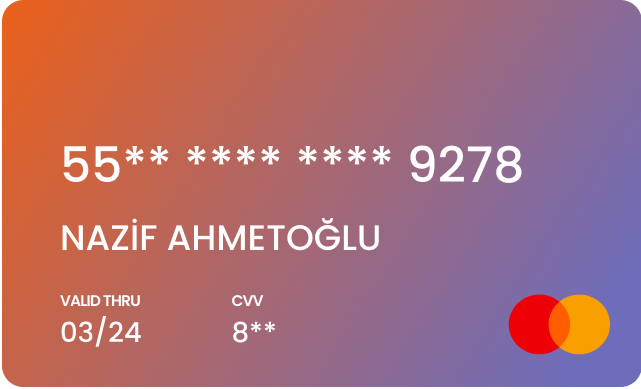 55** **** **** 9278
NAZİF AHMETOĞLU
VALID THRU CVV
03/24 8**